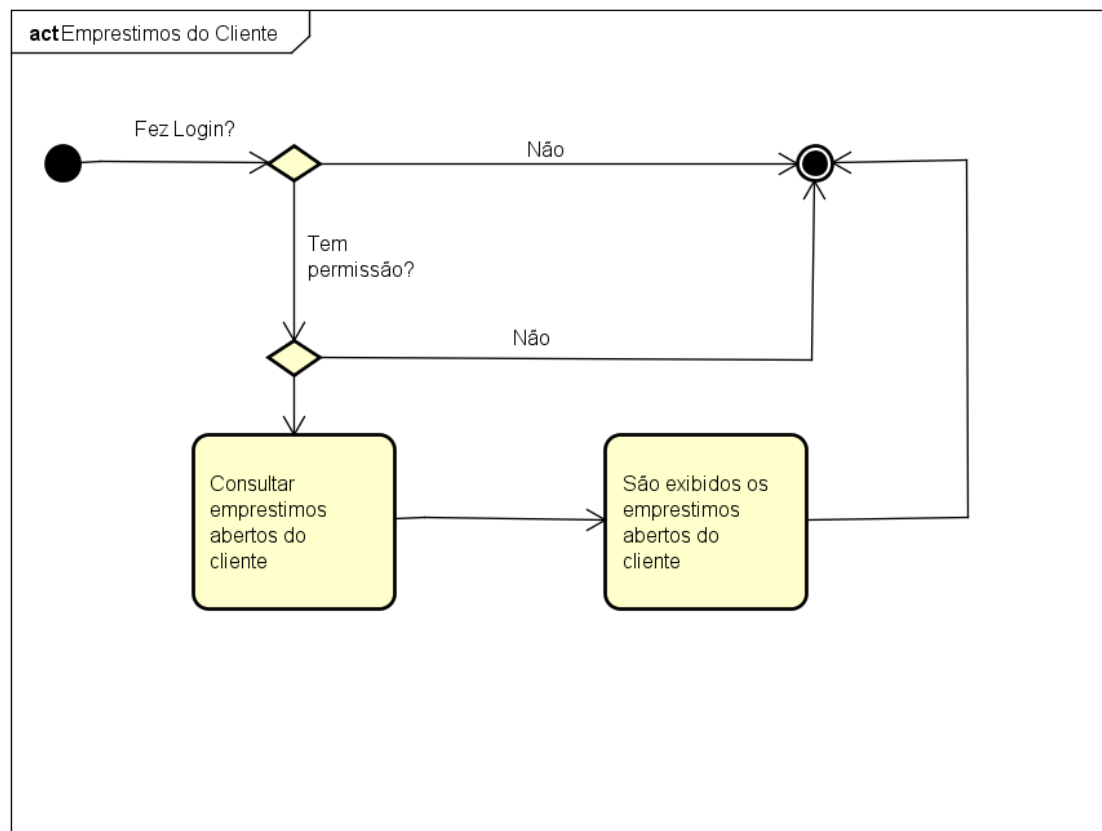 act Emprestimos do Cliente
Fez Login?
Não
Tem
permissão?
Não
Consultar
emprestimos
abertos do
cliente
São exibidos os
emprestimos
abertos do
cliente